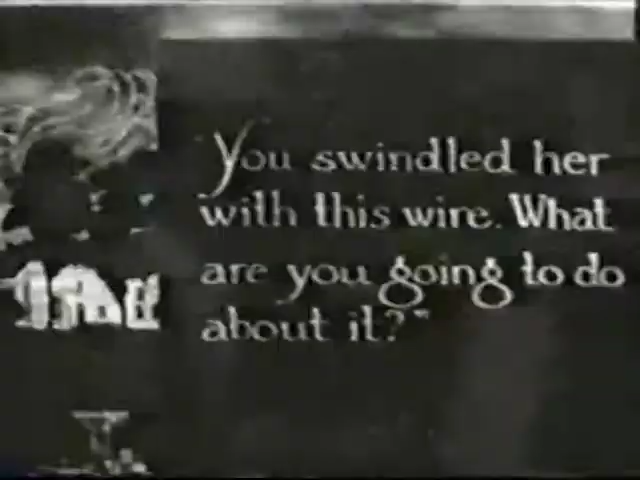 "You swindled her
with this wire. What
are you going to do
about it?"